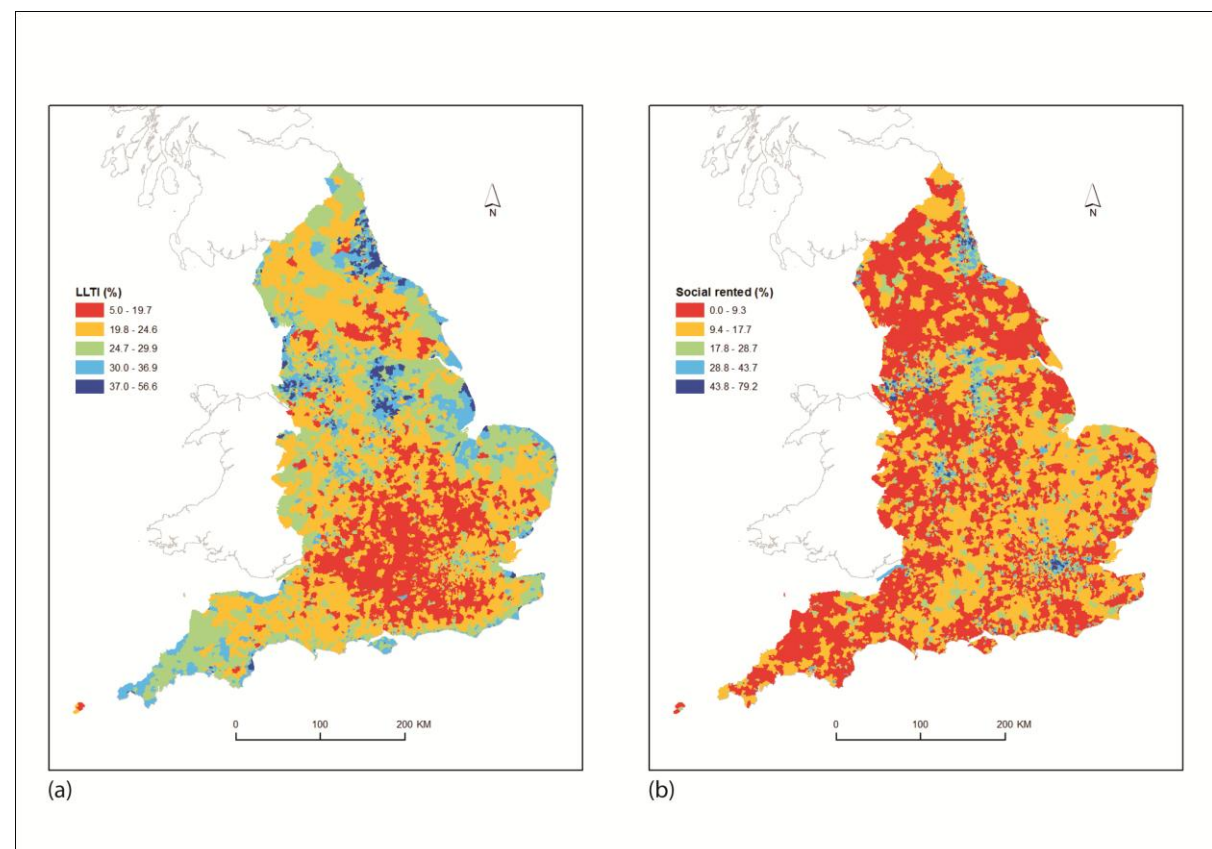 N
LLTI (%)
5.0 - 19.7
19.8 - 24.6
24.7 - 29.9
30.0 - 36.9
37.0 - 56.6
0 100 200 KM
(a)
N
Social rented (%)
0.0 - 9.3
9.4 - 17.7
17.8 - 28.7
28.8 - 43.7
43.8 - 79.2
0 100 200 KM
(b)